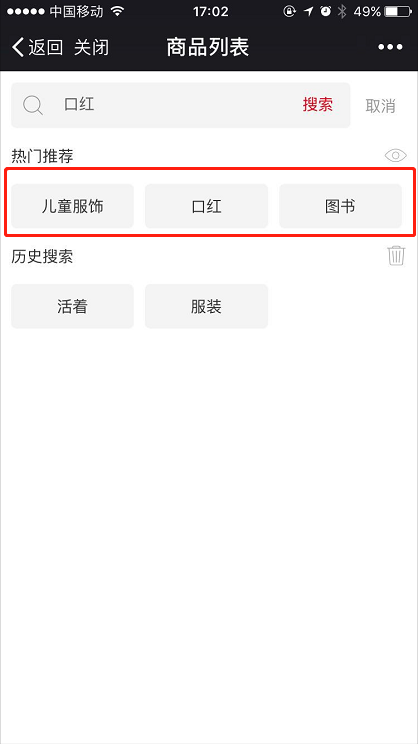 中国移动 17:02 49%
返回 关闭 商品列表
口红 搜索 取消
热门推荐
儿童服饰 口红 图书
历史搜索
活着 服装